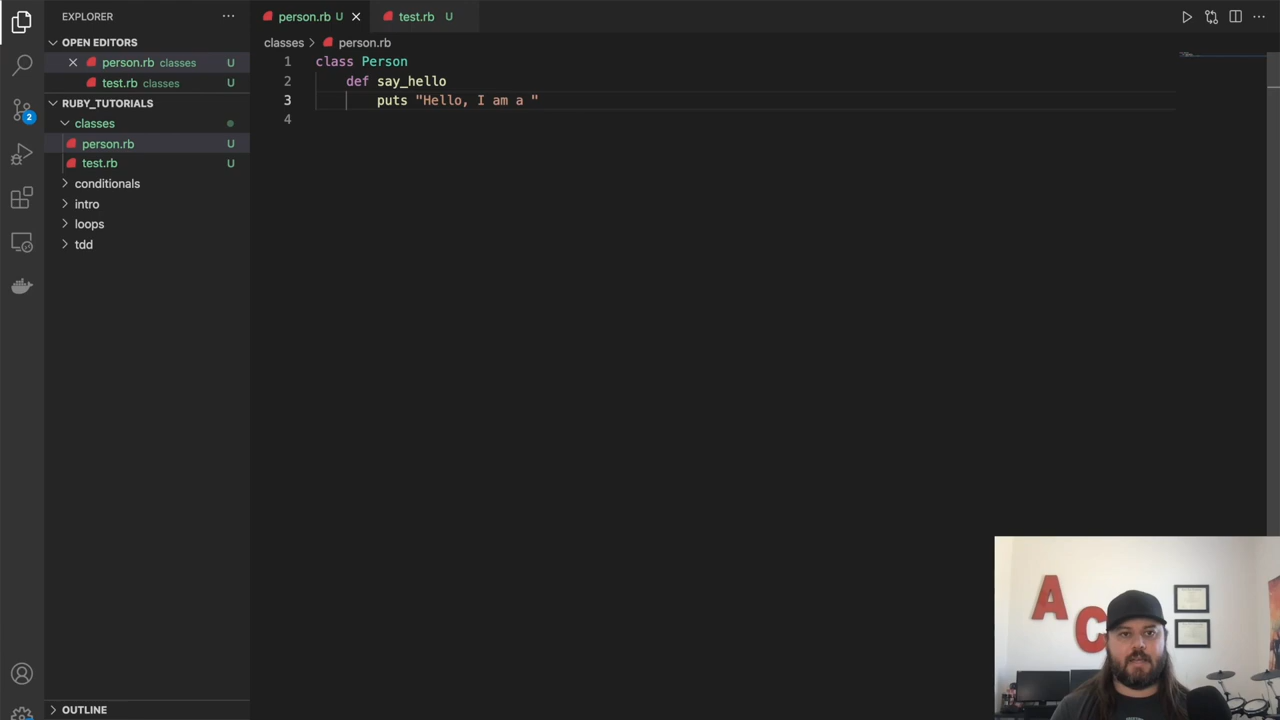 EXPLORER
OPEN EDITORS
person.rb classes U
test.rb classes U
RUBY_TUTORIALS
classes
person.rb U
test.rb U
conditionals
intro
loops
tdd
OUTLINE
2
person.rb U
test.rb U
classes > person.rb
1 class Person
2 def say_hello
3 puts "Hello, I am a "
4
A
C